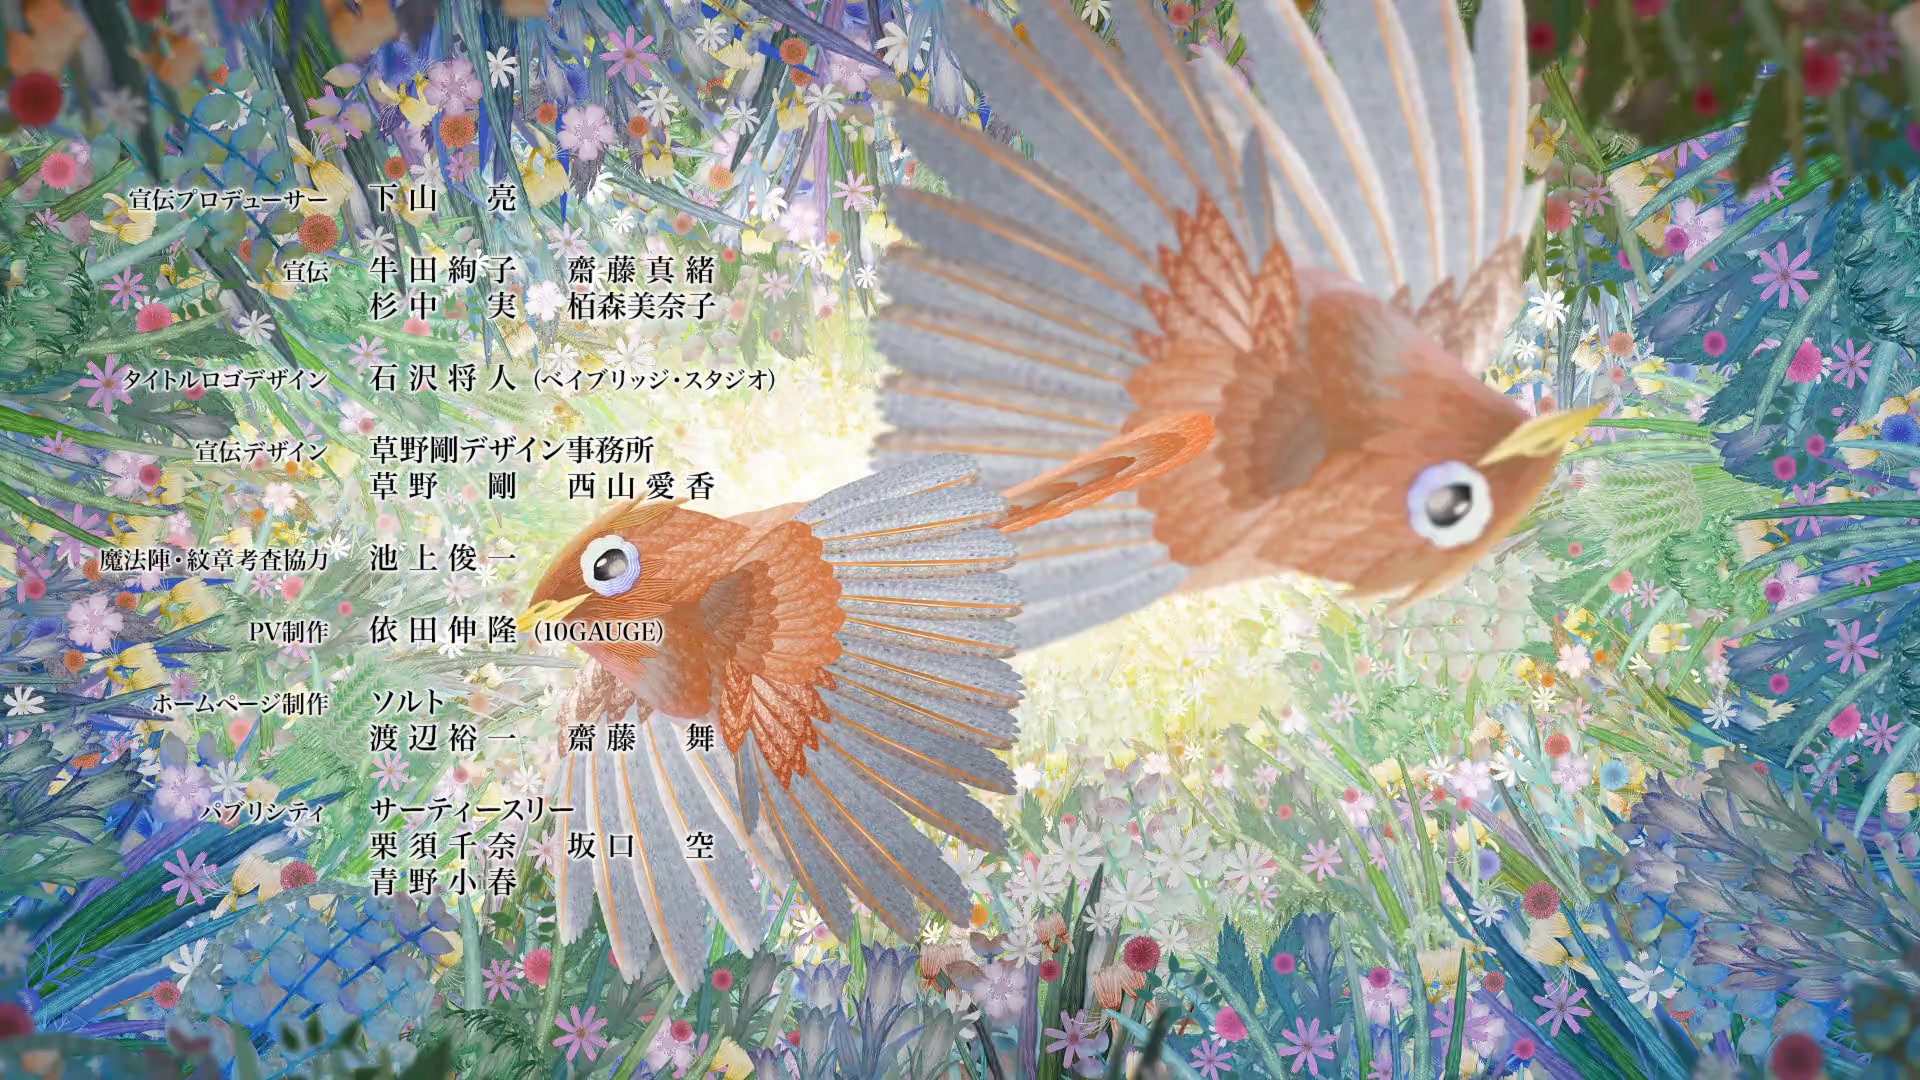 宣伝プロデューサー 下山 亮
宣伝 牛田絢子 齋藤真緒
杉中 実 栢森美奈子
タイトルロゴデザイン 石沢将人(ベイブリッジ・スタジオ)
宣伝デザイン 草野剛デザイン事務所
草野 剛 西山愛香
魔法陣・紋章考査協力 池上俊一
PV制作 依田伸隆(10GAUGE)
ホームページ制作 ソルト
渡辺裕一 齋藤 舞
パブリシティ サーティースリー
栗須千奈 坂口 空
青野小春